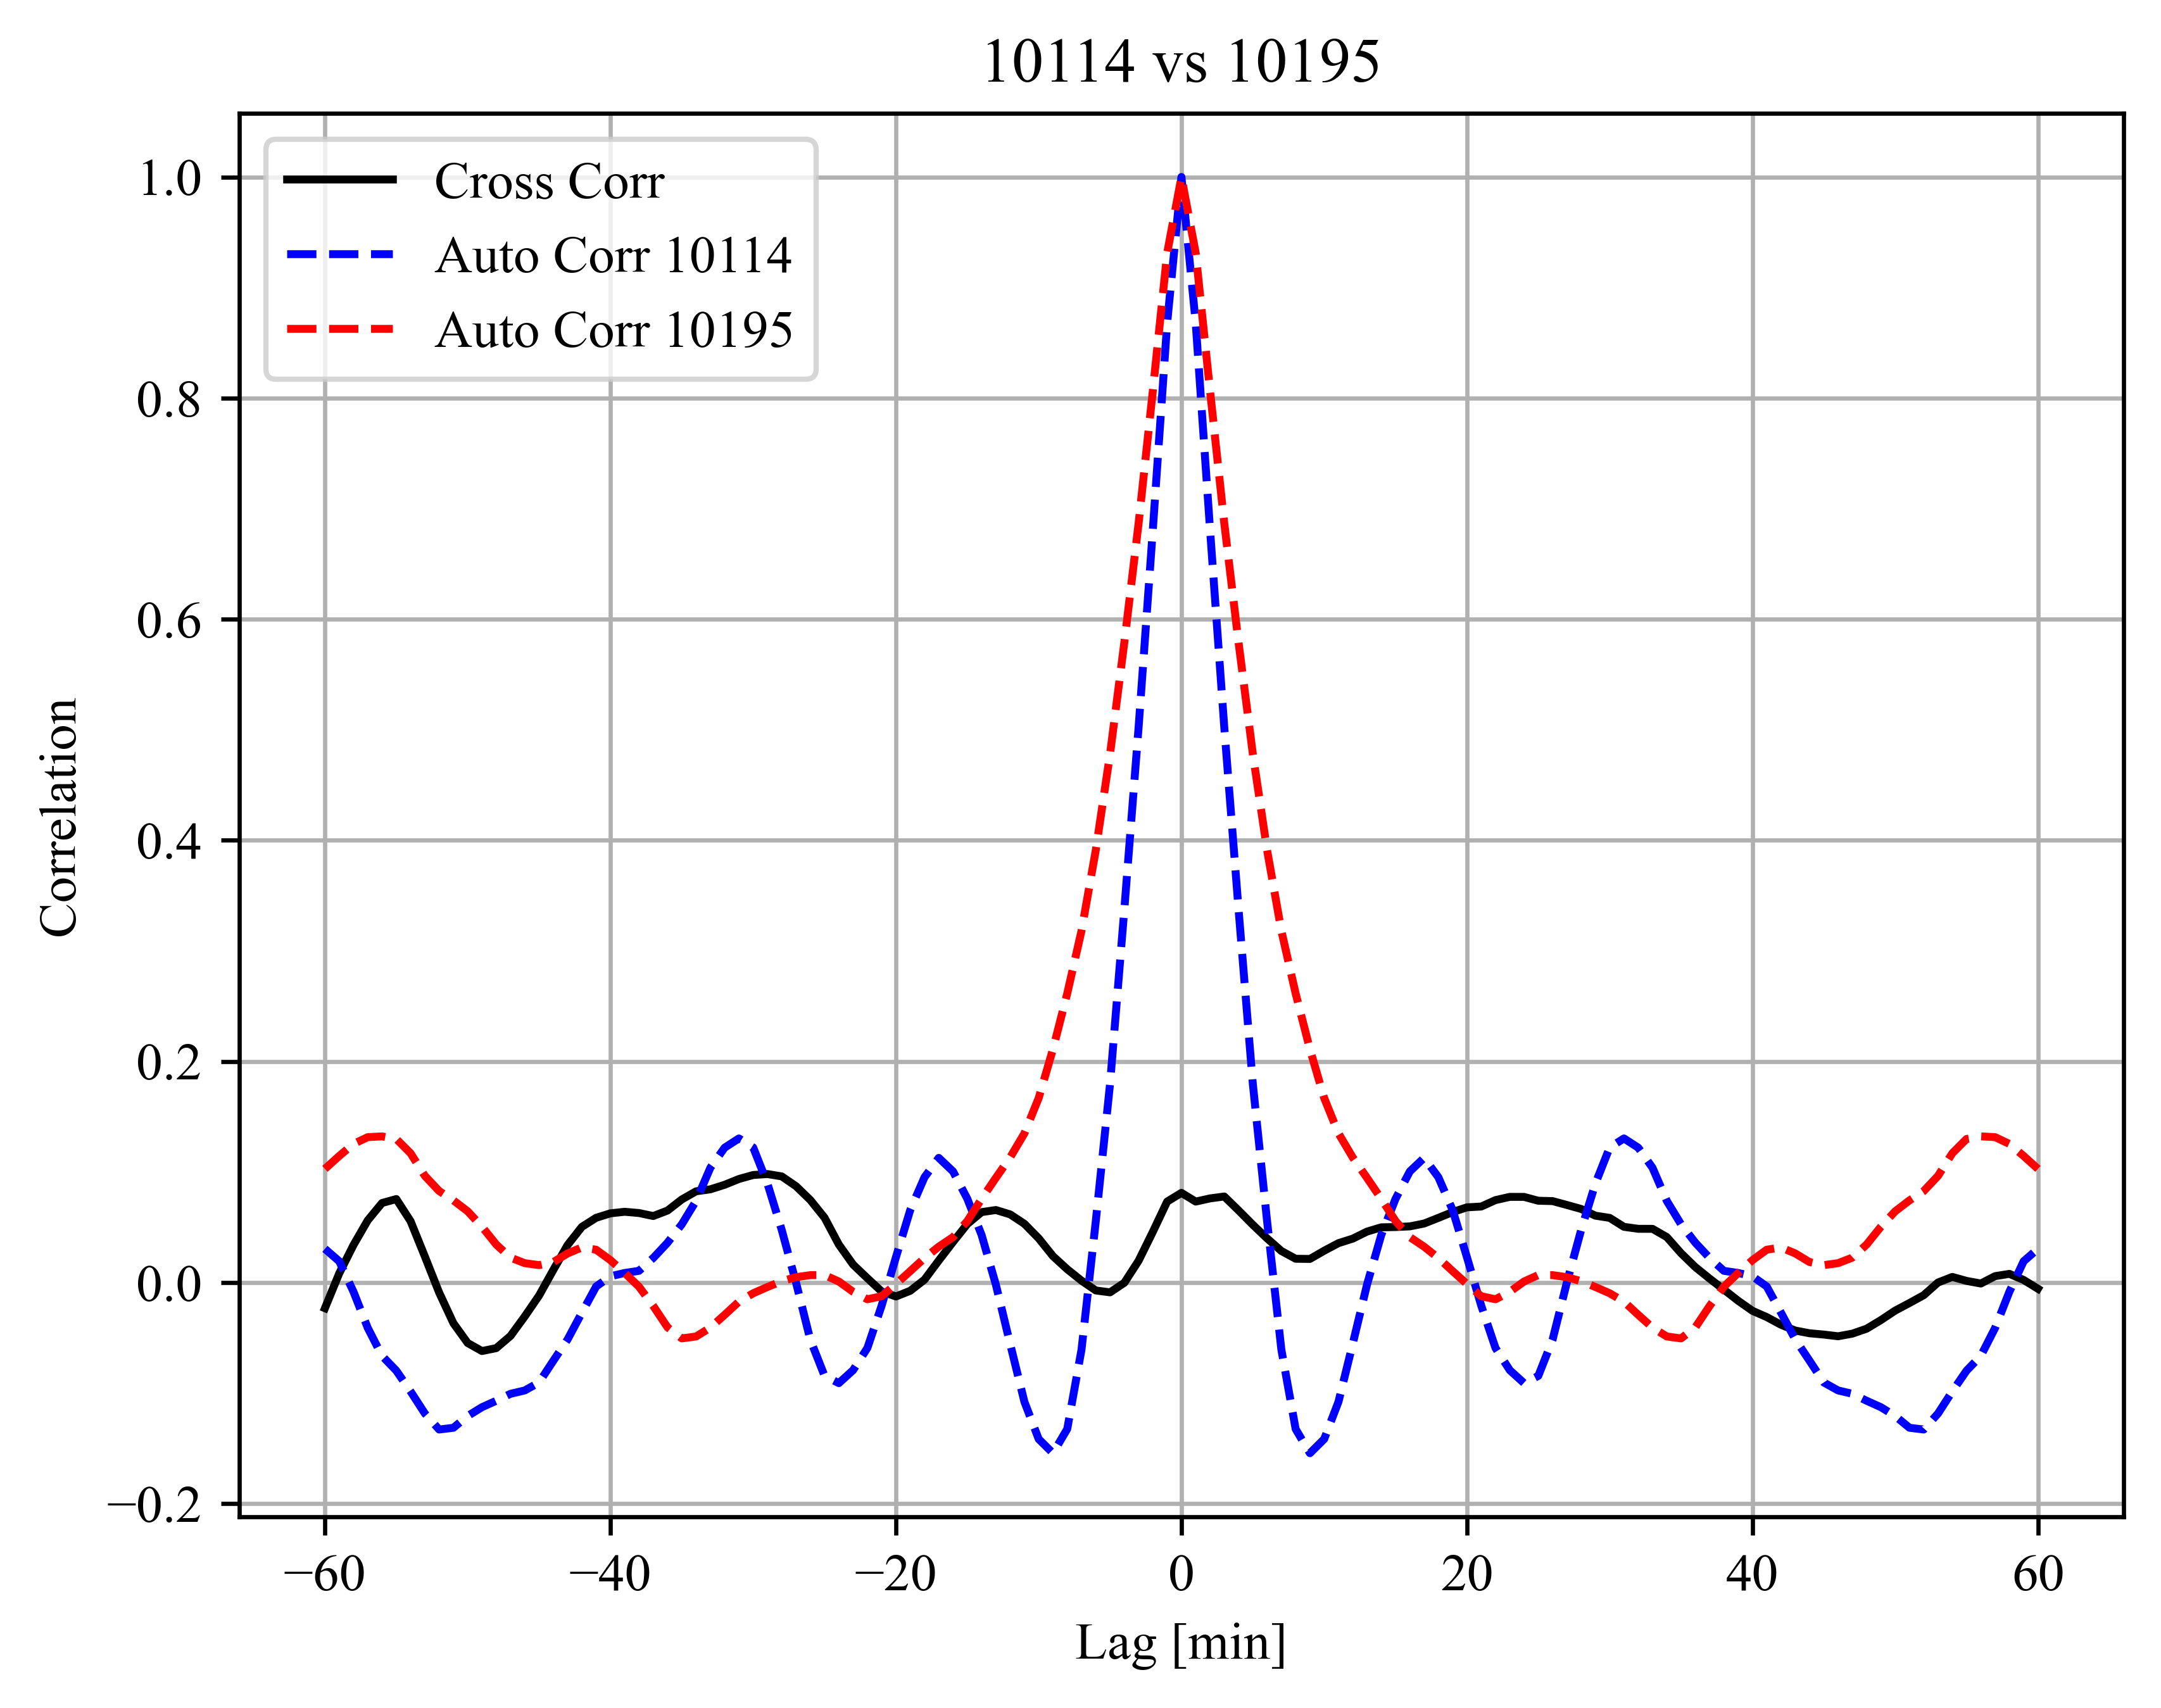 10114 vs 10195
Cross Corr
Auto Corr 10114
Auto Corr 10195
1.0
0.8
0.6
0.4
0.2
0.0
−0.2
Correlation
−60 −40 −20 0 20 40 60
Lag [min]